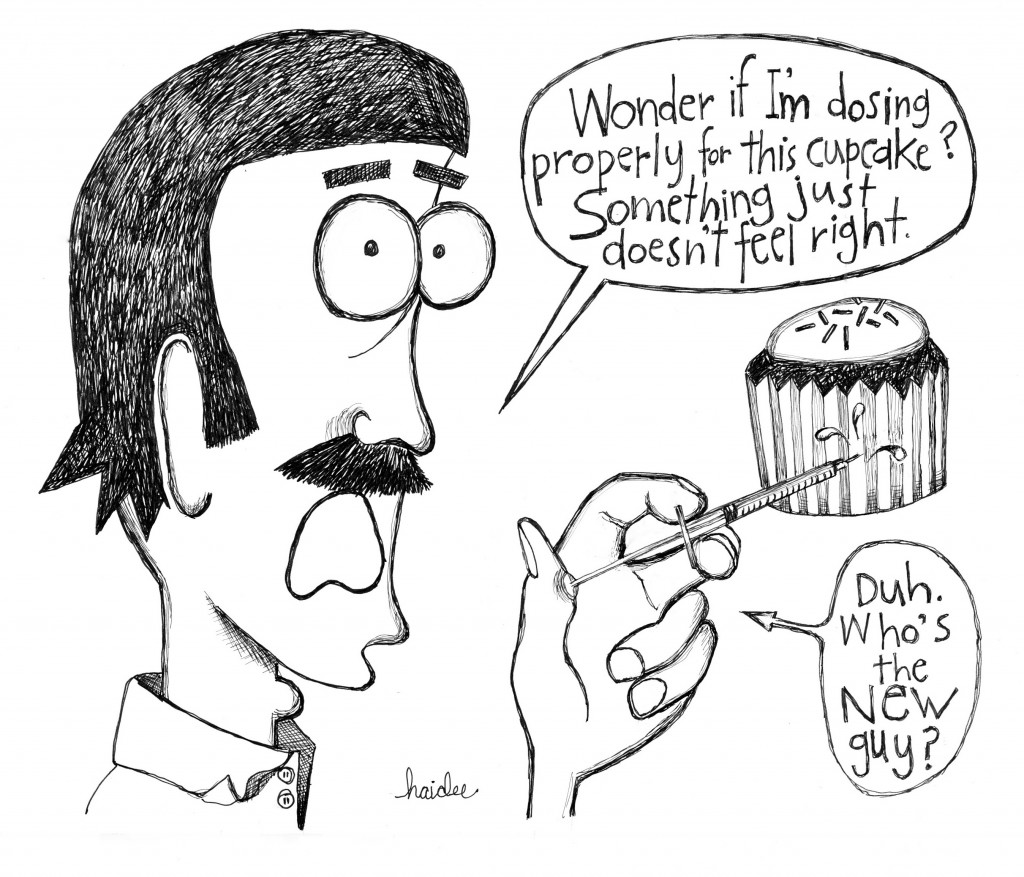 Wonder if I'm dosing
properly for this cupcake?
Something just
doesn't feel right.
Duh.
Who's
the
New
guy?
haidee